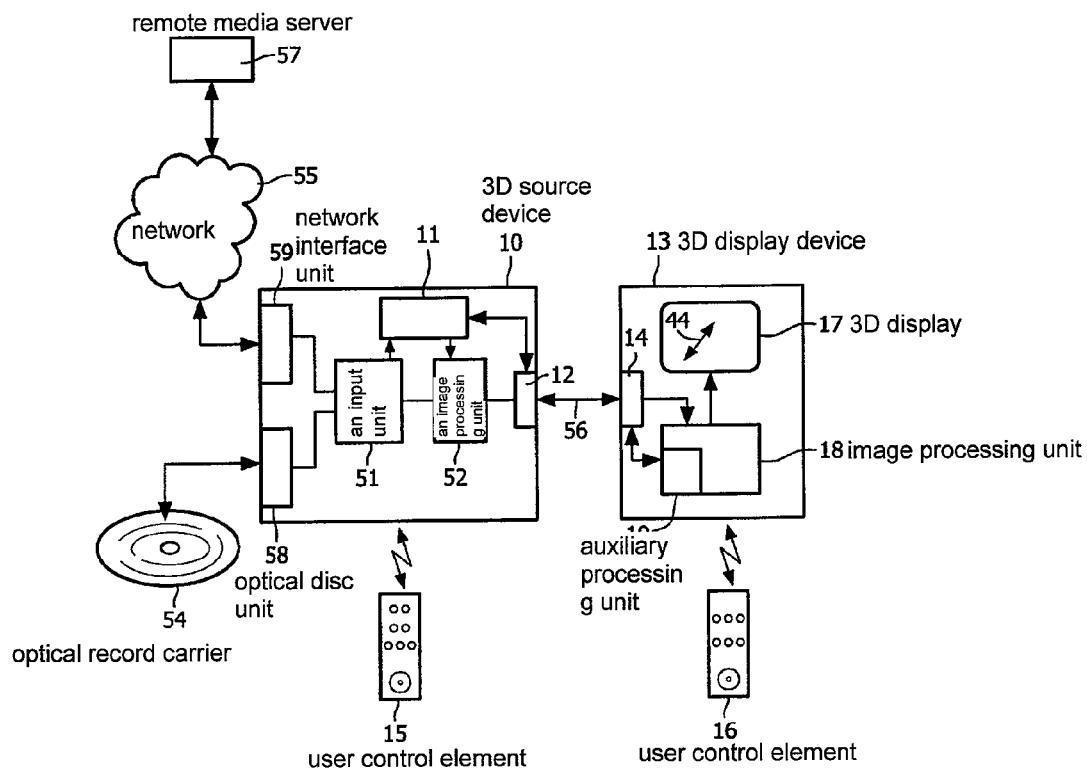 remote media server
57
55
network
3D source
device
10
network
59 interface
unit
11
13 3D display device
44
17 3D display
14
12
an input
unit
an image
processin
g unit
56
51
52
18 image processing unit
58
optical disc
unit
auxiliary
processin
g unit
54
optical record carrier
15
user control element
16
user control element